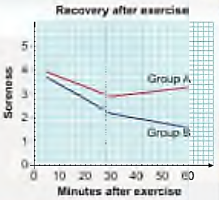 Recovery after exercise
5
4
Group A
3
2
Group B
1
0
0 10 20 30 40 50 60
Soreness
Minutes after exercise